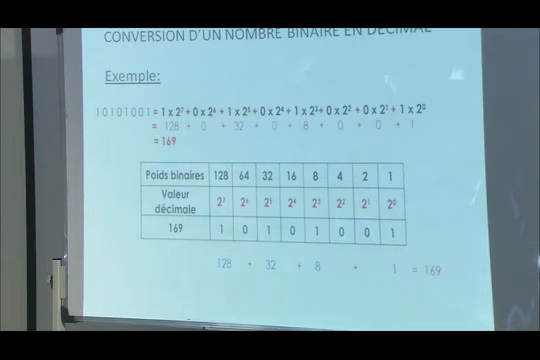 CONVERSION D'UN NOMBRE BINAIRE EN DÉCIMAL
Exemple:
10101001 = 1 x 2⁷ + 0 x 2⁶ + 1 x 2⁵ + 0 x 2⁴ + 1 x 2³ + 0 x 2² + 0 x 2¹ + 1 x 2⁰
= 128 + 0 + 32 + 0 + 8 + 0 + 0 + 1
= 169
Poids binaires 128 64 32 16 8 4 2 1
Valeur décimale 2⁷ 2⁶ 2⁵ 2⁴ 2³ 2² 2¹ 2⁰
169 1 0 1 0 1 0 0 1
128 + 32 + 8 + 1 = 169